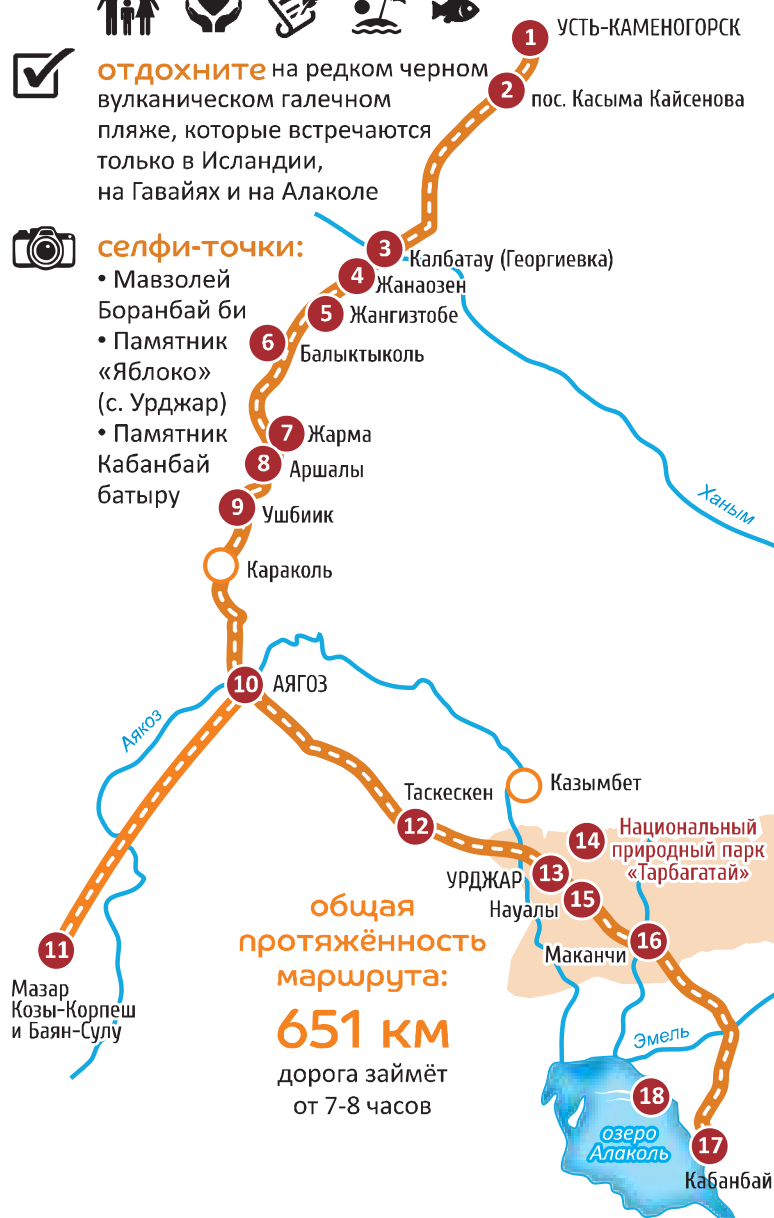 1
УСТЬ-КАМЕНОГОРСК
отдохните на редком черном
вулканическом галечном
пляже, которые встречаются
только в Исландии,
на Гавайях и на Алаколе
2
пос. Касыма Кайсенова
селфи-точки:
• Мавзолей
Боранбай би
• Памятник
«Яблоко»
(с. Урджар)
• Памятник
Кабанбай
батыру
3
Калбатау (Георгиевка)
4
Жанаозен
5
Жангизтобе
6
Балыктыколь
7
Жарма
8
Аршалы
9
Ушбиик
Ханым
Караколь
10
АЯГОЗ
Аякоз
Казымбет
Таскескен
12
14
Национальный
природный парк
«Тарбагатай»
13
УРДЖАР
15
Науалы
16
Маканчи
11
Мазар
Козы-Корпеш
и Баян-Сулу
общая
протяжённость
маршрута:
651 км
дорога займёт
от 7-8 часов
Эмель
18
озеро
Алаколь
17
Кабанбай